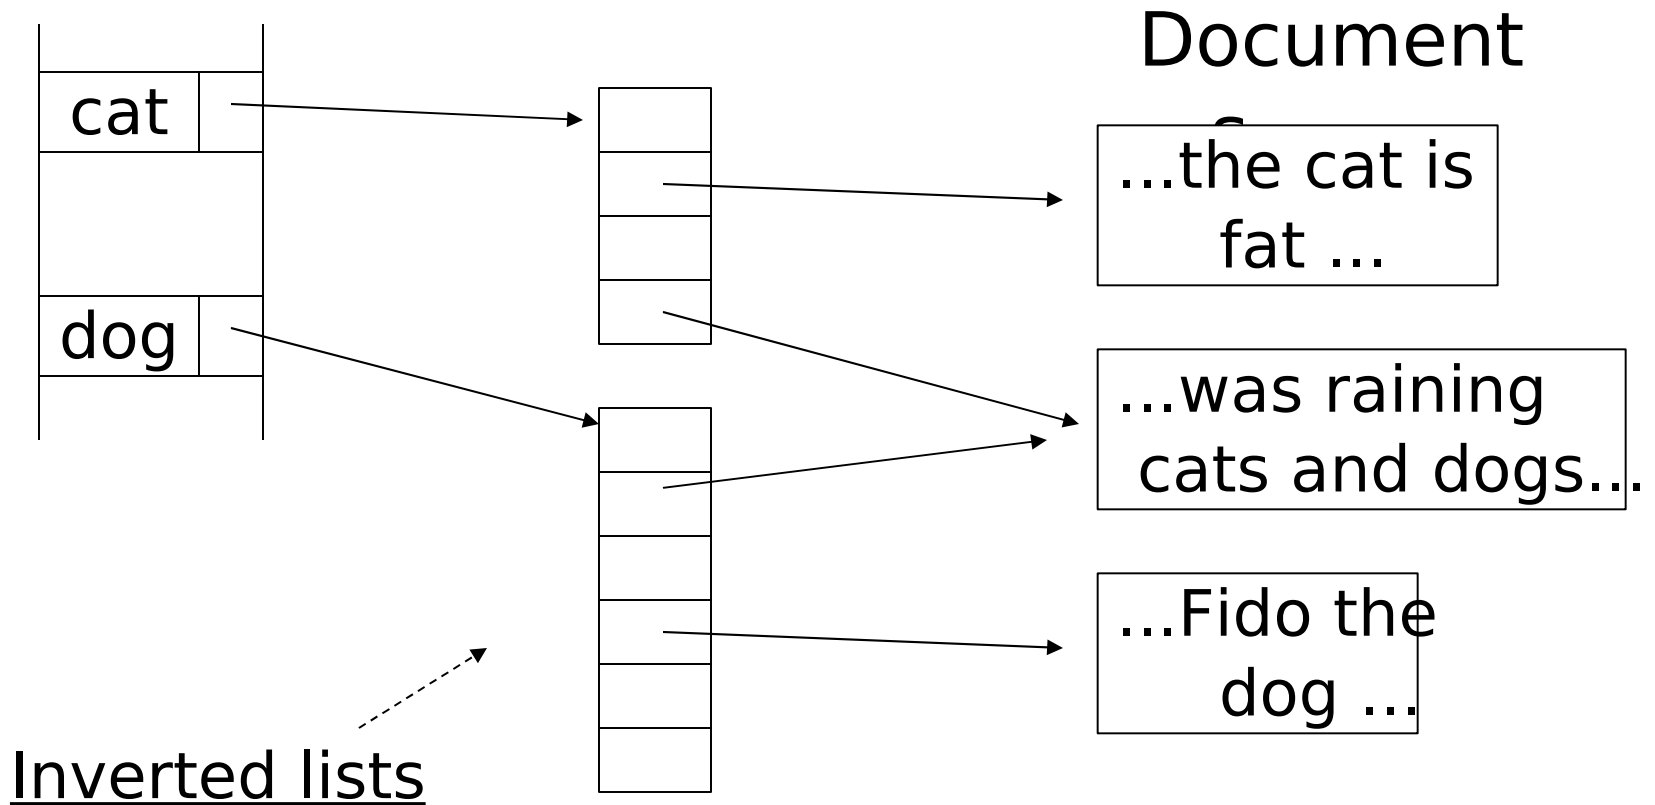 Document
s
cat
...the cat is
fat ...
dog
...was raining
cats and dogs...
...Fido the
dog ...
Inverted lists